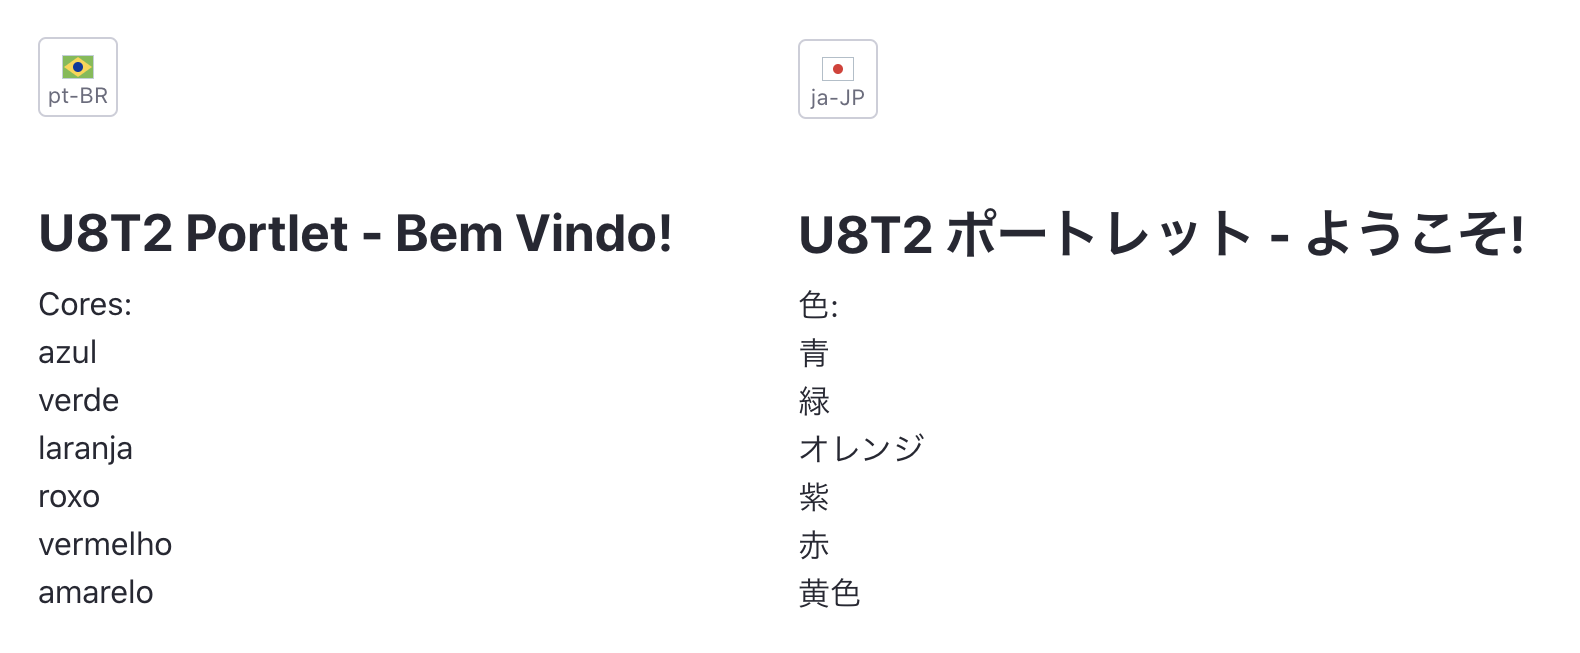 pt-BR
U8T2 Portlet - Bem Vindo!
Cores:
azul
verde
laranja
roxo
vermelho
amarelo
ja-JP
U8T2 ポートレット - ようこそ!
色:
青
緑
オレンジ
紫
赤
黄色